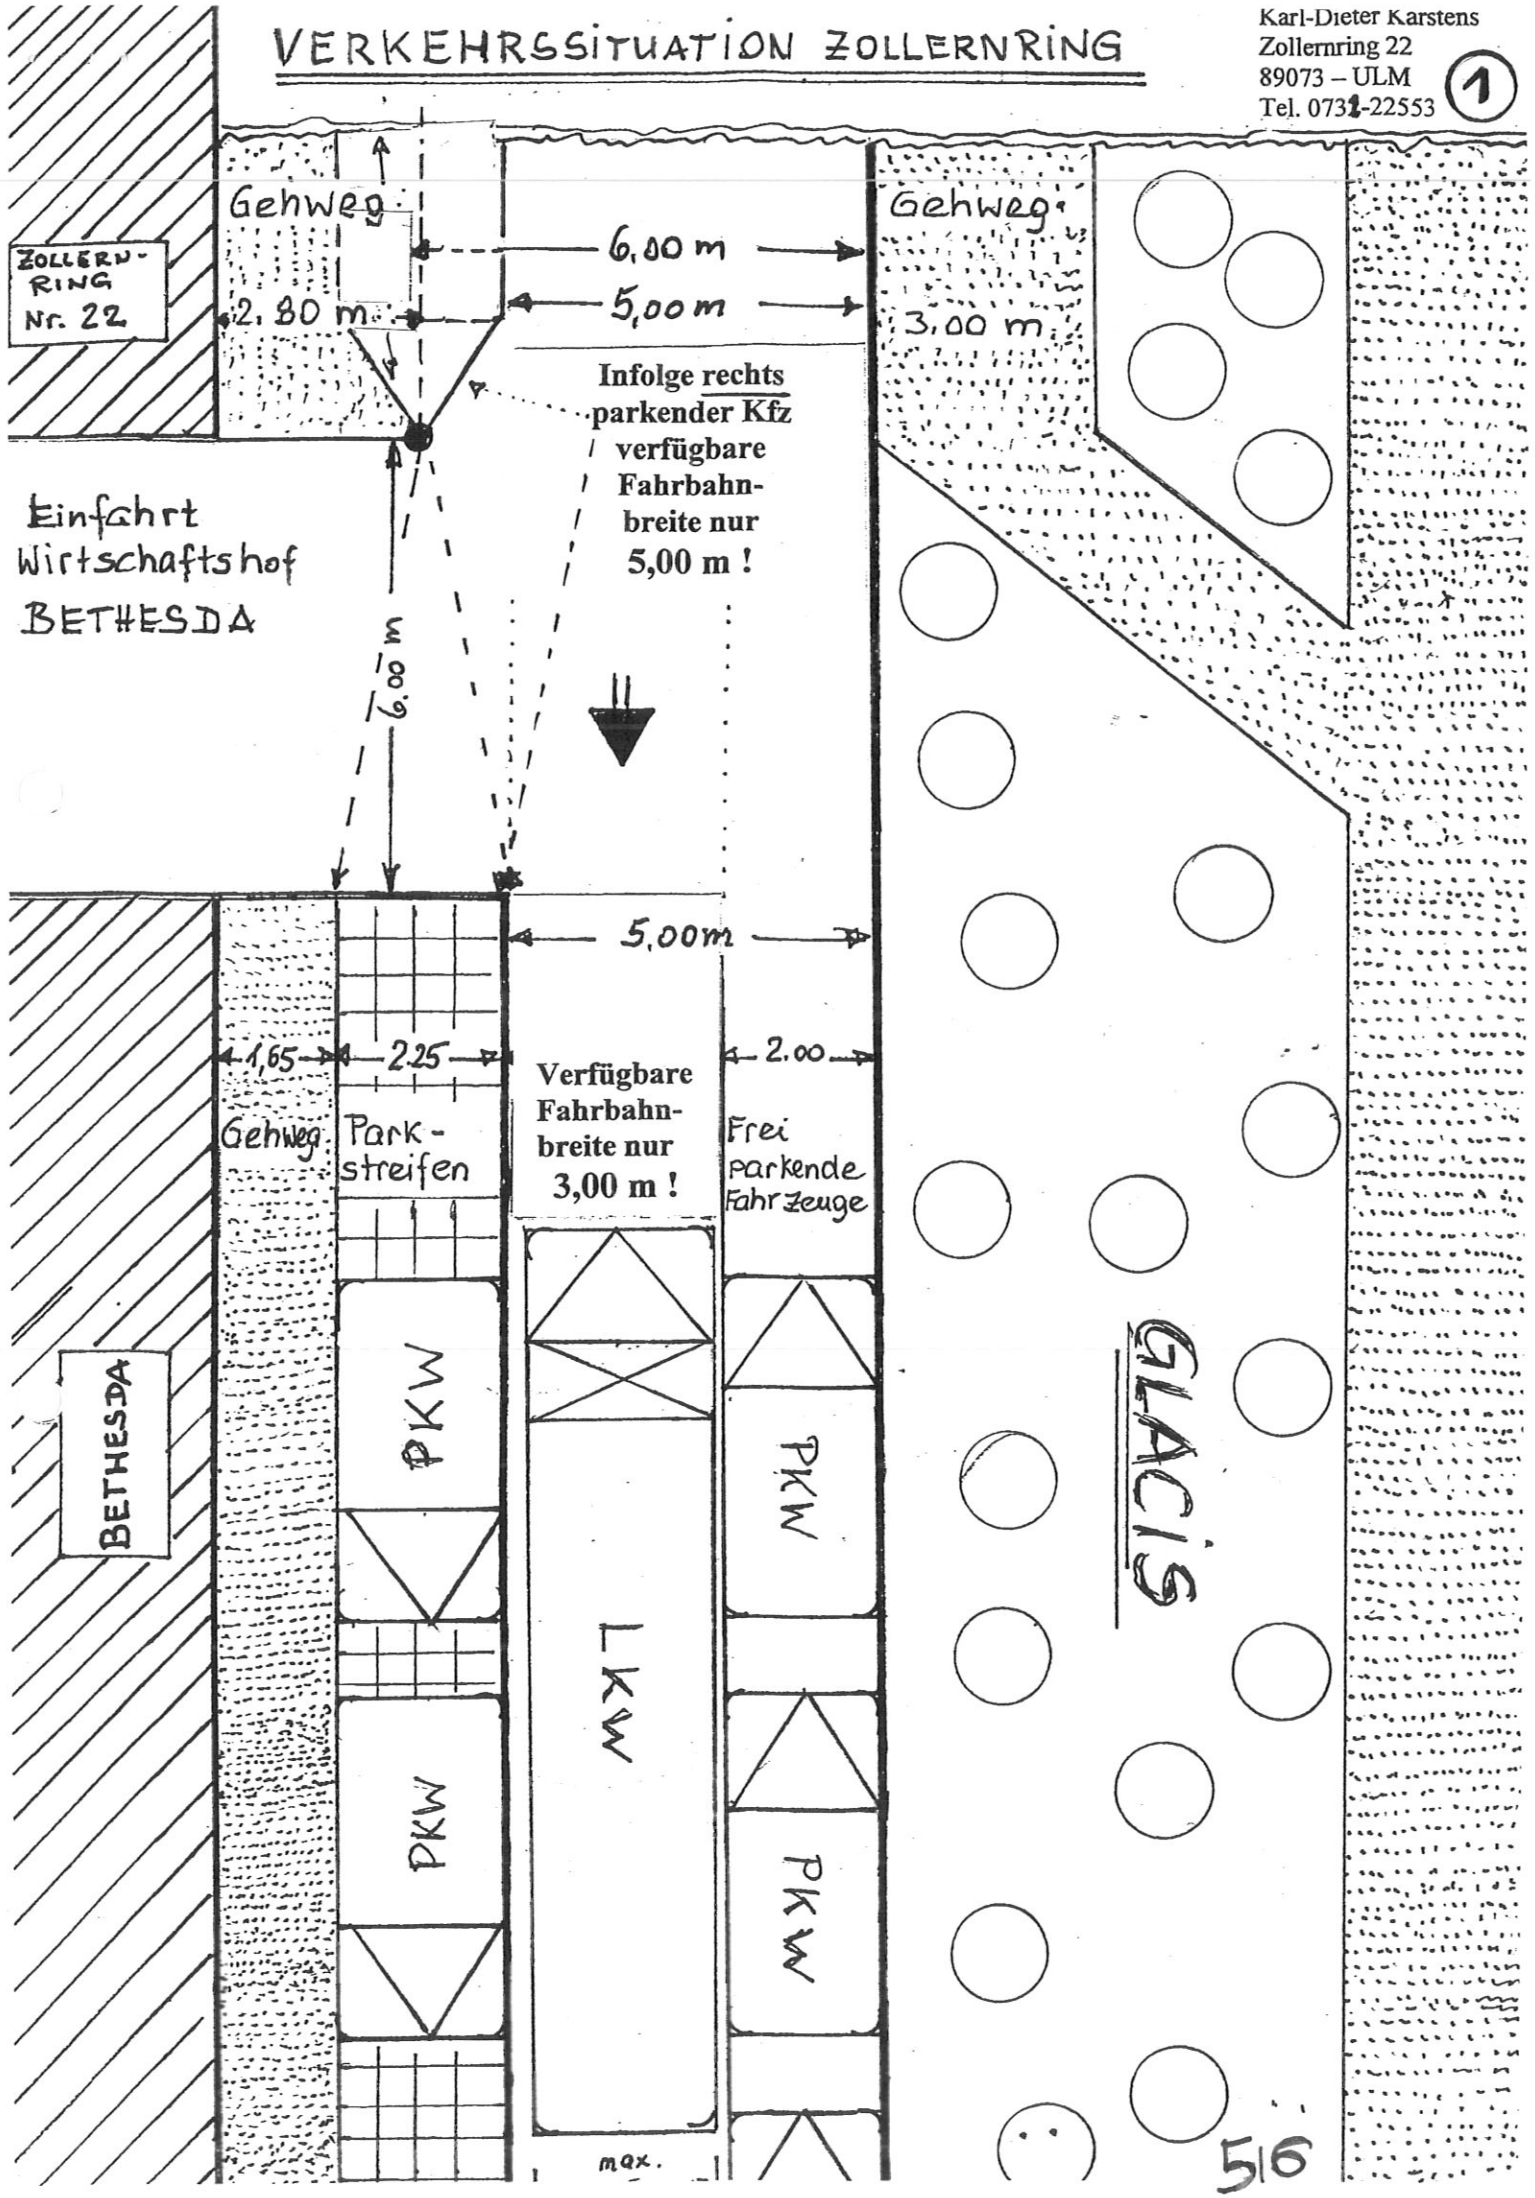 VERKEHRSSITUATION ZOLLERNRING
Karl-Dieter Karstens
Zollernring 22
89073 – ULM
Tel. 0731-22553
1
Gehweg
6,00 m
5,00 m
2,80 m
Gehweg
3,00 m
ZOLLERN-
RING
Nr. 22
Infolge rechts
parkender Kfz
verfügbare
Fahrbahn-
breite nur
5,00 m !
Einfahrt
Wirtschaftshof
BETHESDA
6.00 m
5,00m
1,65
2.25
2.00
Verfügbare
Fahrbahn-
breite nur
3,00 m !
Gehweg
Park-
streifen
Frei
parkende
Fahrzeuge
BETHESDA
PKW
PKW
LKW
PKW
PKW
GLACIS
max.
516